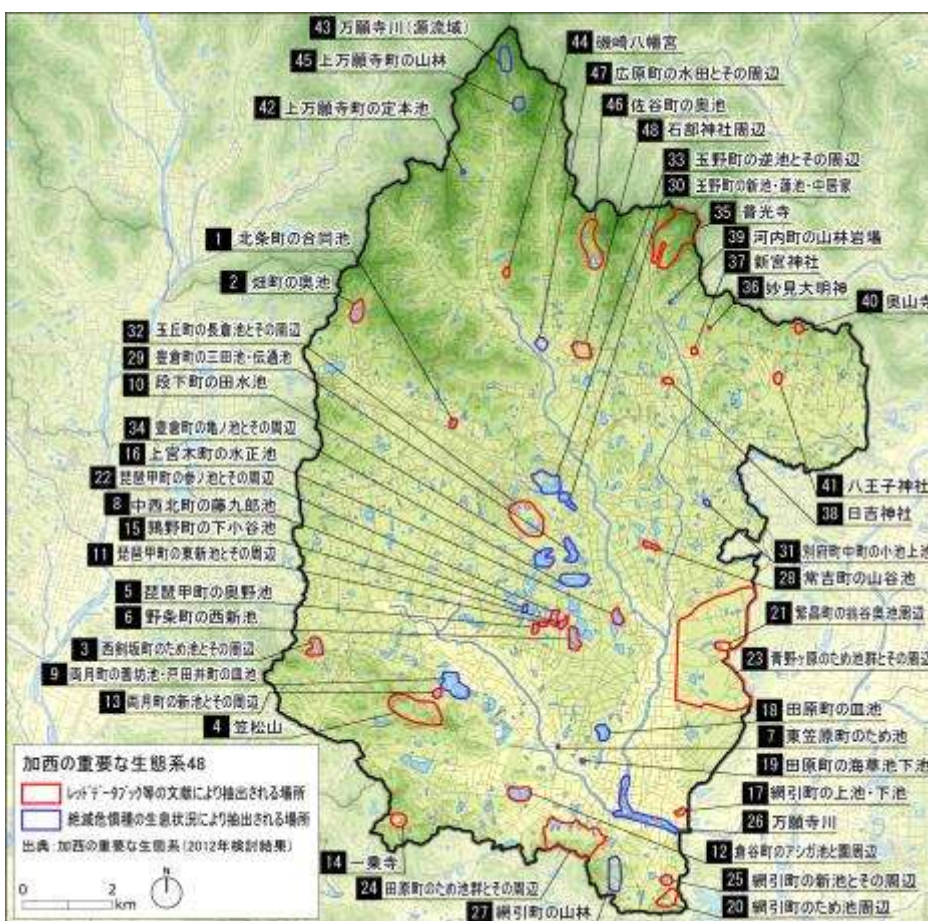 43 万願寺川(源流域)
45 上万願寺町の山林
42 上万願寺町の定本池
1 北条町の合同池
2 畑町の奥池
32 玉丘町の長倉池とその周辺
29 豊倉町の三田池・伝通池
10 段下町の田水池
34 豊倉町の亀ノ池とその周辺
16 上宮木町の水正池
22 琵琶甲町の参ノ池とその周辺
8 中西北町の藤九郎池
15 鶉野町の下小谷池
11 琵琶甲町の東新池とその周辺
5 琵琶甲町の奥野池
6 野条町の西新池
3 西剣坂町のため池とその周辺
9 両月町の善坊池・戸田井町の皿池
13 両月町の新池とその周辺
4 笠松山
44 磯崎八幡宮
47 広原町の水田とその周辺
46 佐谷町の奥池
48 石部神社周辺
33 玉野町の逆池とその周辺
30 玉野町の新池・蓮池・中居家
35 普光寺
39 河内町の山林岩場
37 新宮神社
36 妙見大明神
40 奥山寺
41 八王子神社
38 日吉神社
31 別府町中町の小池上池
28 常吉町の山谷池
21 繁昌町の翁谷奥池周辺
23 青野ヶ原のため池群とその周辺
18 田原町の皿池
7 東笠原町のため池
19 田原町の海草池下池
17 網引町の上池・下池
26 万願寺川
12 倉谷町のアシガ池と園周辺
25 網引町の新池とその周辺
20 網引町のため池周辺
14 一乗寺
24 田原町のため池群とその周辺
27 網引町の山林
加西の重要な生態系48
レッドデータブック等の文献により抽出される場所
絶滅危惧種の生息状況により抽出される場所
出典:加西の重要な生態系(2012年検討結果)
0 2
km
N